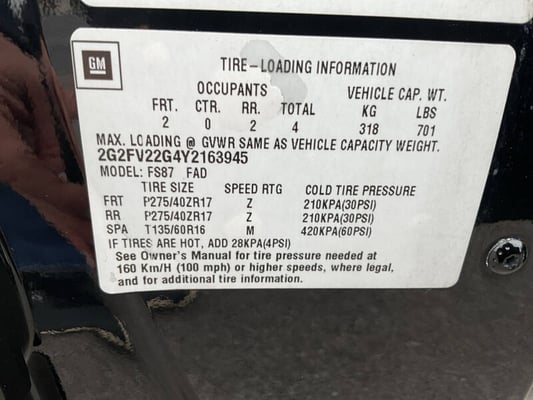 GM
TIRE-LOADING INFORMATION
OCCUPANTS VEHICLE CAP. WT.
FRT. CTR. RR. TOTAL KG LBS
2 0 2 4 318 701
MAX. LOADING @ GVWR SAME AS VEHICLE CAPACITY WEIGHT.
2G2FV22G4Y2163945
MODEL: FS87 FAD
TIRE SIZE SPEED RTG COLD TIRE PRESSURE
FRT P275/40ZR17 Z 210KPA(30PSI)
RR P275/40ZR17 Z 210KPA(30PSI)
SPA T135/60R16 M 420KPA(60PSI)
IF TIRES ARE HOT, ADD 28KPA(4PSI)
See Owner's Manual for tire pressure needed at
160 Km/H (100 mph) or higher speeds, where legal,
and for additional tire information.